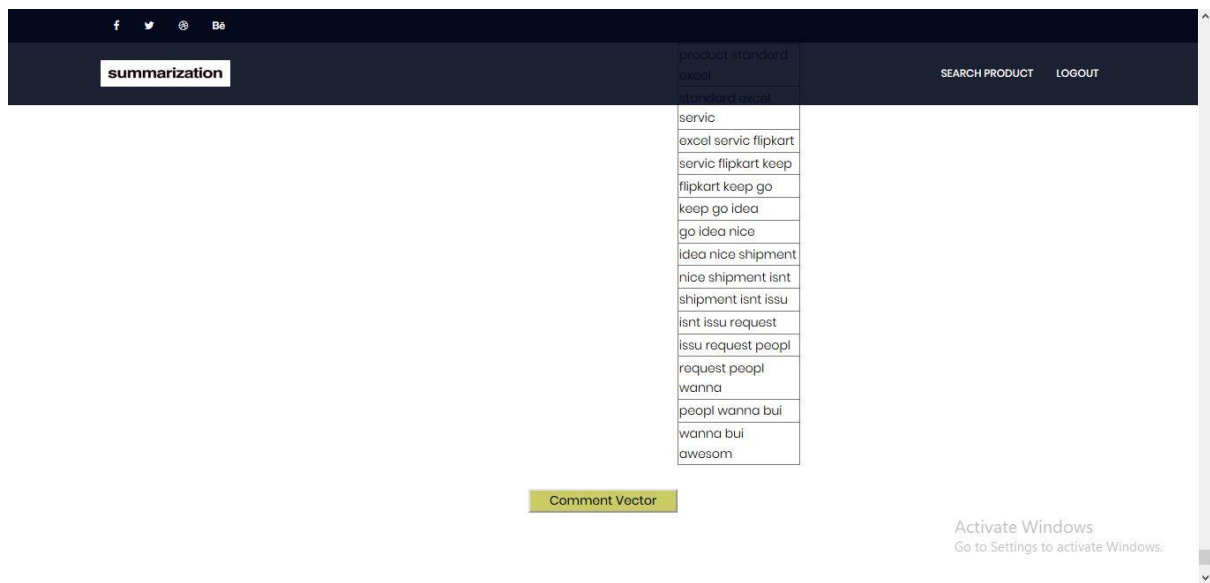 Bē
summarization
SEARCH PRODUCT LOGOUT
product standard
excel
standard excel
servic
excel servic flipkart
servic flipkart keep
flipkart keep go
keep go idea
go idea nice
idea nice shipment
nice shipment isnt
shipment isnt issu
isnt issu request
issu request peopl
request peopl
wanna
peopl wanna bui
wanna bui
awesom
Comment Vector
Activate Windows
Go to Settings to activate Windows.